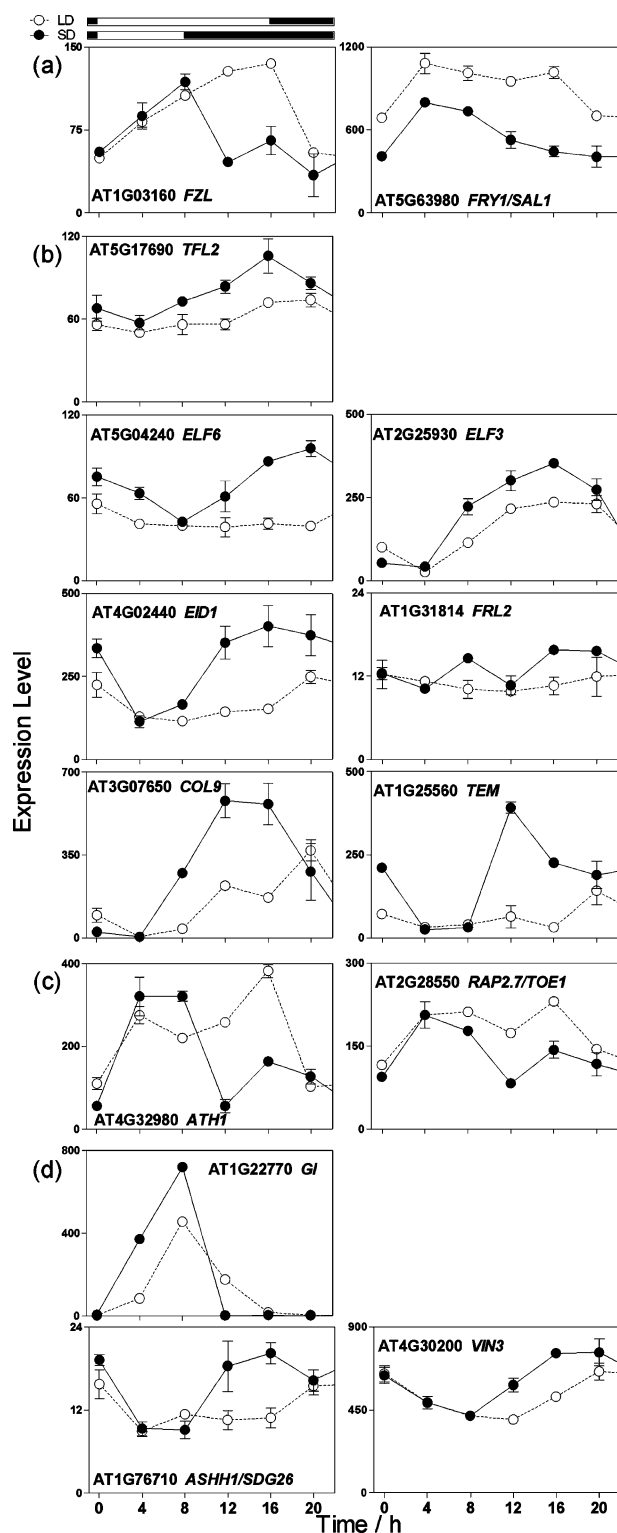 LD
SD
(a)
150
75
0
AT1G03160 FZL
1200
600
0
AT5G63980 FRY1/SAL1
(b)
120
60
0
AT5G17690 TFL2
120
60
0
AT5G04240 ELF6
500
250
0
AT2G25930 ELF3
500
250
0
AT4G02440 EID1
24
12
0
AT1G31814 FRL2
700
350
0
AT3G07650 COL9
500
250
0
AT1G25560 TEM
(c)
400
200
0
AT4G32980 ATH1
300
150
0
AT2G28550 RAP2.7/TOE1
(d)
800
400
0
AT1G22770 GI
24
12
0
AT1G76710 ASHH1/SDG26
900
450
0
AT4G30200 VIN3
0 4 8 12 16 20
0 4 8 12 16 20
Expression Level
Time / h